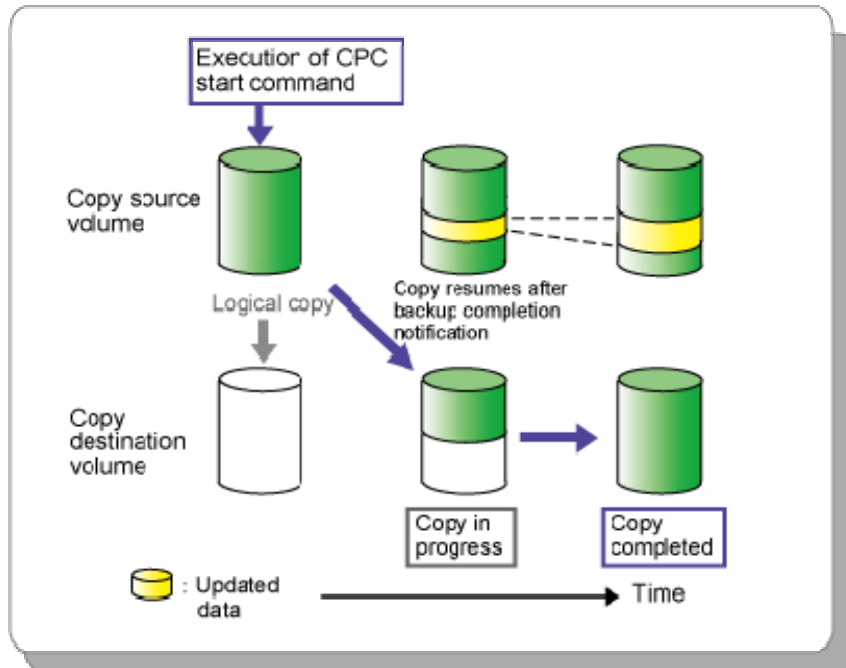 Execution of CPC
start command
Copy source
volume
Logical copy
Copy resumes after
backup completion
notification
Copy
destination
volume
Copy in
progress
Copy
completed
: Updated
data
Time